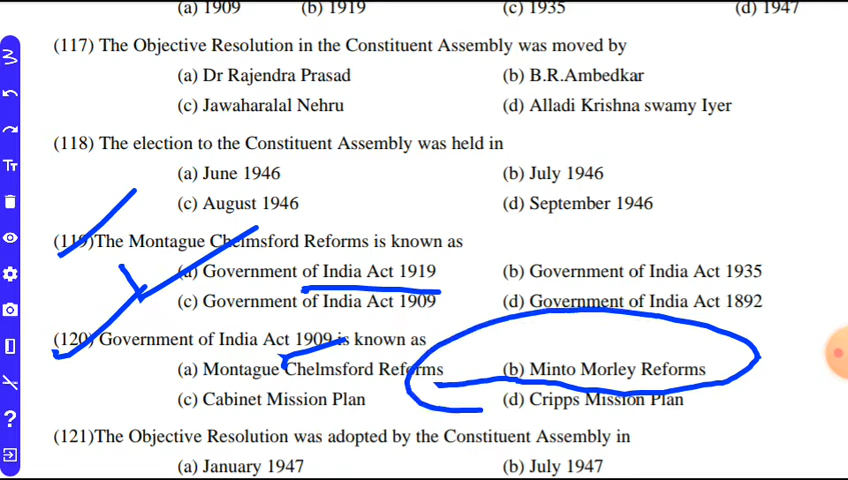 (a) 1909 (b) 1919 (c) 1935 (d) 1947
(117) The Objective Resolution in the Constituent Assembly was moved by
(a) Dr Rajendra Prasad (b) B.R.Ambedkar
(c) Jawaharalal Nehru (d) Alladi Krishna swamy Iyer
(118) The election to the Constituent Assembly was held in
(a) June 1946 (b) July 1946
(c) August 1946 (d) September 1946
(119)The Montague Chelmsford Reforms is known as
(a) Government of India Act 1919 (b) Government of India Act 1935
(c) Government of India Act 1909 (d) Government of India Act 1892
(120) Government of India Act 1909 is known as
(a) Montague Chelmsford Reforms (b) Minto Morley Reforms
(c) Cabinet Mission Plan (d) Cripps Mission Plan
(121)The Objective Resolution was adopted by the Constituent Assembly in
(a) January 1947 (b) July 1947